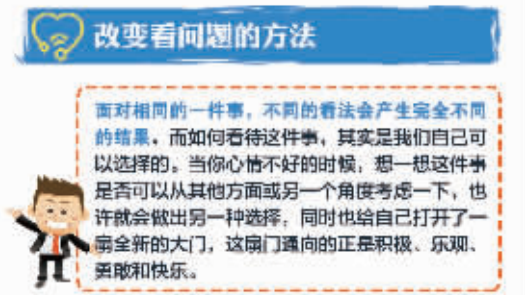 改变看问题的方法
面对相同的一件事，不同的看法会产生完全不同
的结果。而如何看待这件事，其实是我们自己可
以选择的。当你心情不好的时候，想一想这件事
是否可以从其他方面或另一个角度考虑一下，也
许就会做出另一种选择，同时也给自己打开了一
扇全新的大门，这扇门通向的正是积极、乐观、
勇敢和快乐。